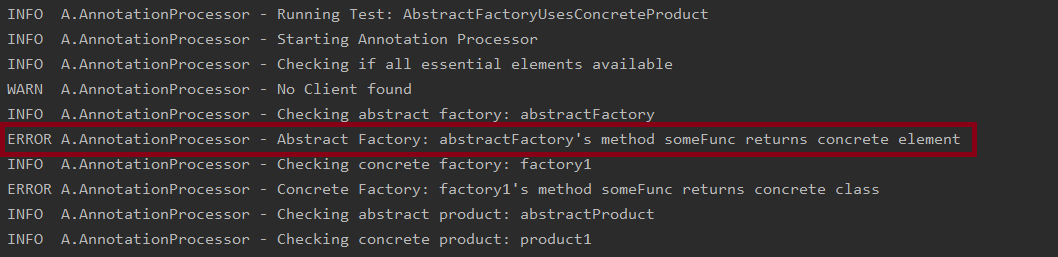 INFO  A.AnnotationProcessor - Running Test: AbstractFactoryUsesConcreteProduct
INFO  A.AnnotationProcessor - Starting Annotation Processor
INFO  A.AnnotationProcessor - Checking if all essential elements available
WARN  A.AnnotationProcessor - No Client found
INFO  A.AnnotationProcessor - Checking abstract factory: abstractFactory
ERROR A.AnnotationProcessor - Abstract Factory: abstractFactory's method someFunc returns concrete element
INFO  A.AnnotationProcessor - Checking concrete factory: factory1
ERROR A.AnnotationProcessor - Concrete Factory: factory1's method someFunc returns concrete class
INFO  A.AnnotationProcessor - Checking abstract product: abstractProduct
INFO  A.AnnotationProcessor - Checking concrete product: product1